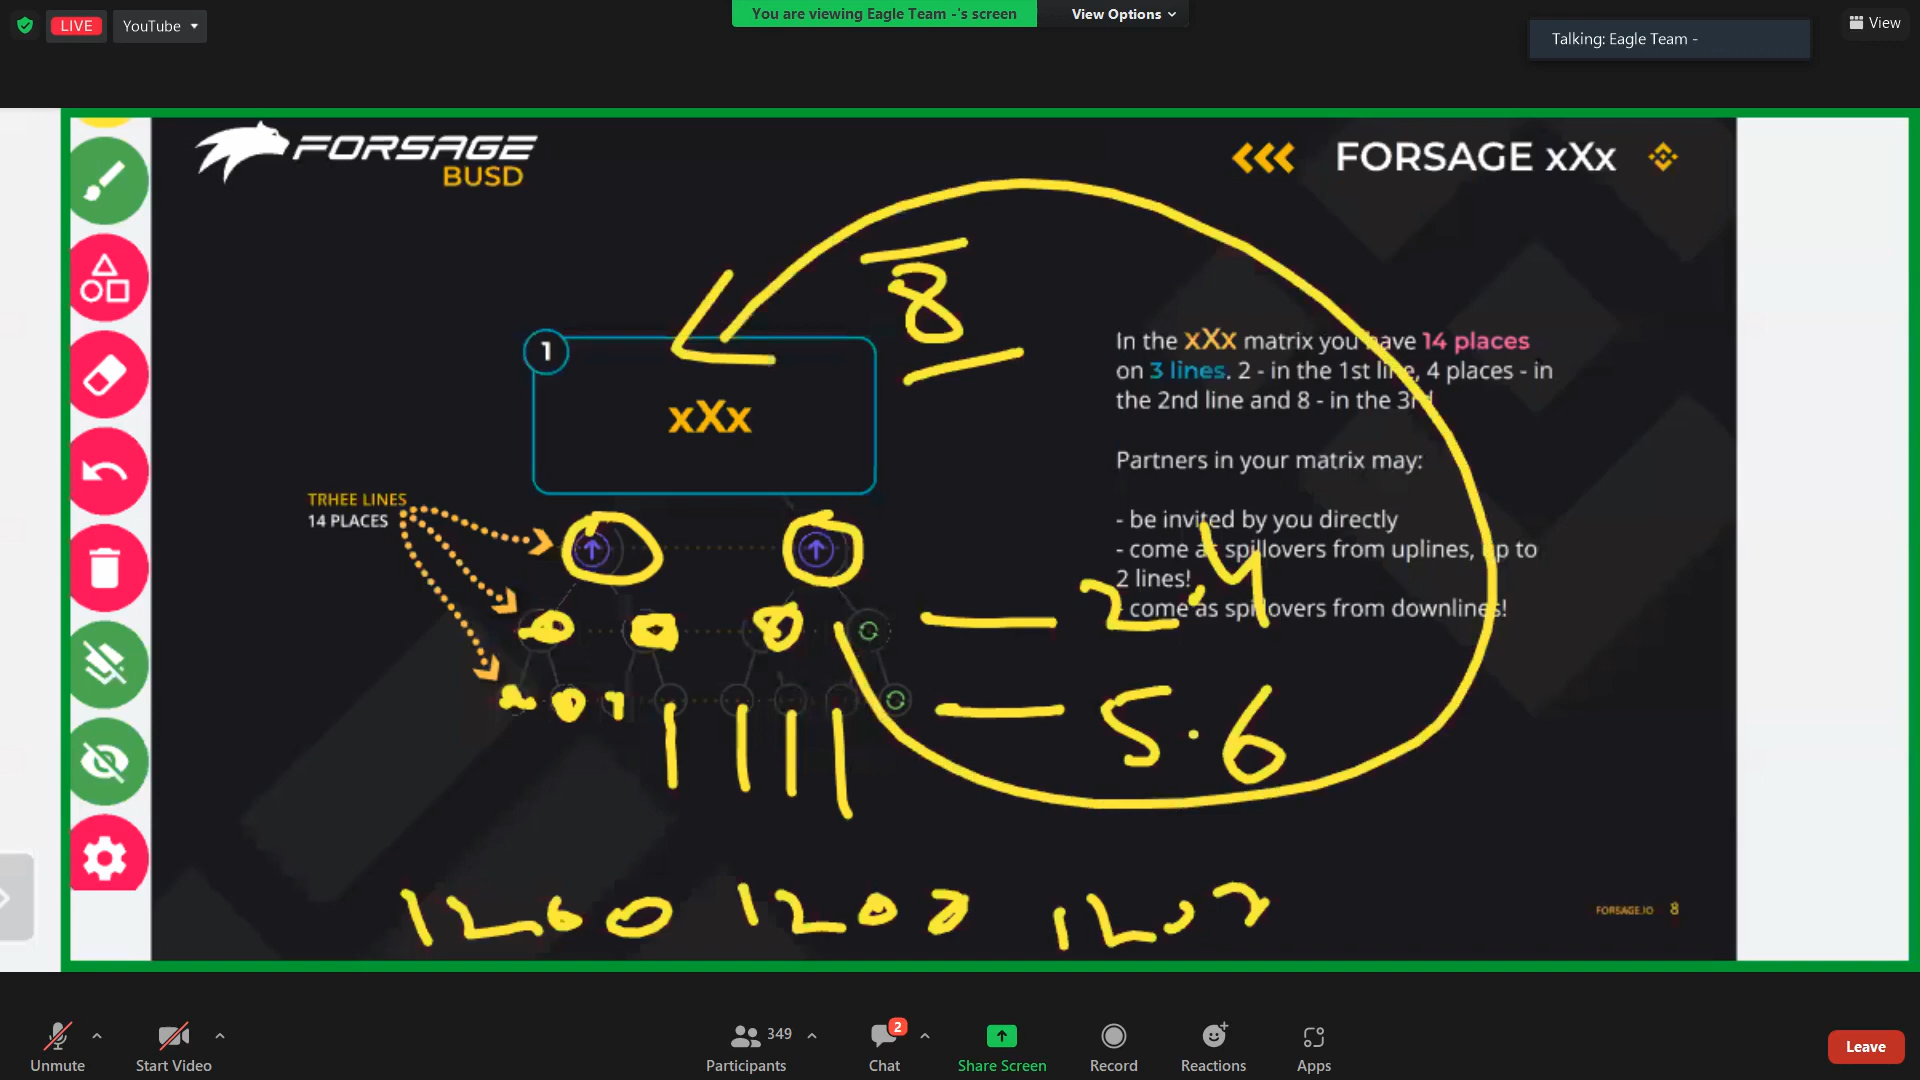 LIVE
YouTube
You are viewing Eagle Team -'s screen
View Options
Talking: Eagle Team -
View
FORSAGE
BUSD
FORSAGE xXx
8
1
xXx
In the xXx matrix you have 14 places
on 3 lines. 2 - in the 1st line, 4 places - in
the 2nd line and 8 - in the 3rd
Partners in your matrix may:
- be invited by you directly
- come as spillovers from uplines, up to
2 lines!
- come as spillovers from downlines!
TRHEE LINES
14 PLACES
2.4
5.6
1200 1208
FORSAGE.IO 8
Unmute
Start Video
349
Participants
2
Chat
Share Screen
Record
Reactions
Apps
Leave